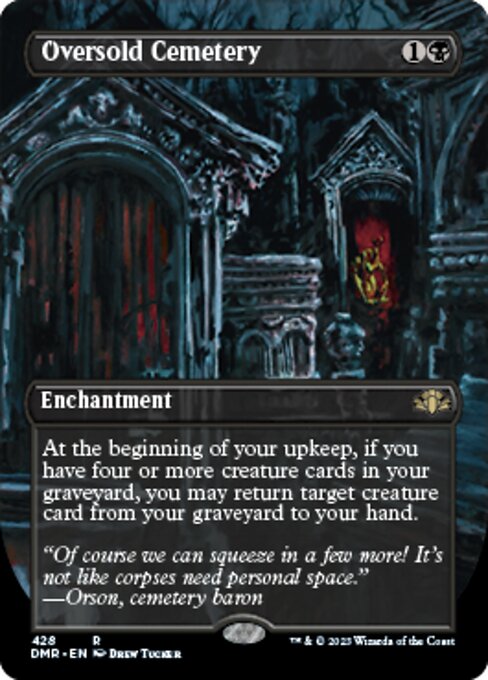 Oversold Cemetery 1
Enchantment
At the beginning of your upkeep, if you
have four or more creature cards in your
graveyard, you may return target creature
card from your graveyard to your hand.
“Of course we can squeeze in a few more! It’s
not like corpses need personal space.”
—Orson, cemetery baron
428 R
DMR • EN Drew Tucker
™ & © 2023 Wizards of the Coast